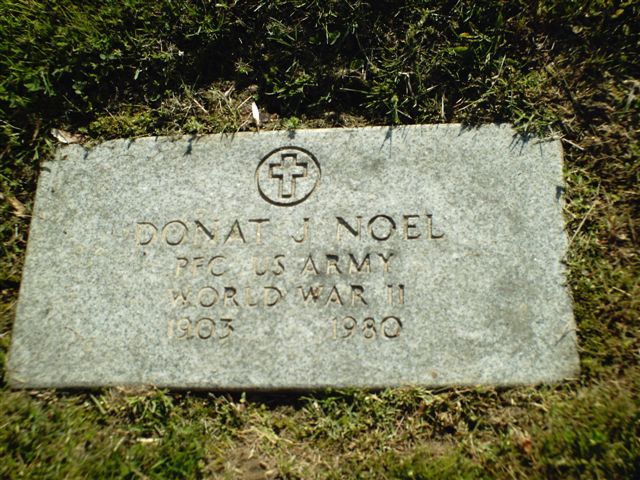 DONAT J NOEL
PFC US ARMY
WORLD WAR II
1903 1980